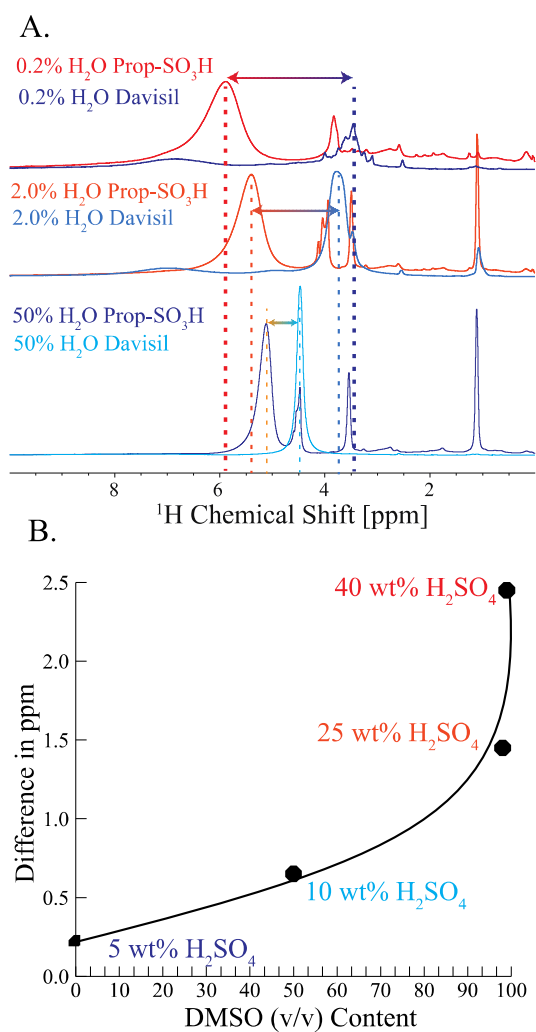 A.
0.2% H₂O Prop-SO₃H
0.2% H₂O Davisil
2.0% H₂O Prop-SO₃H
2.0% H₂O Davisil
50% H₂O Prop-SO₃H
50% H₂O Davisil
8 6 4 2
¹H Chemical Shift [ppm]
B.
Difference in ppm
2.5
2.0
1.5
1.0
0.5
0.0
40 wt% H₂SO₄
25 wt% H₂SO₄
10 wt% H₂SO₄
5 wt% H₂SO₄
0 10 20 30 40 50 60 70 80 90 100
DMSO (v/v) Content